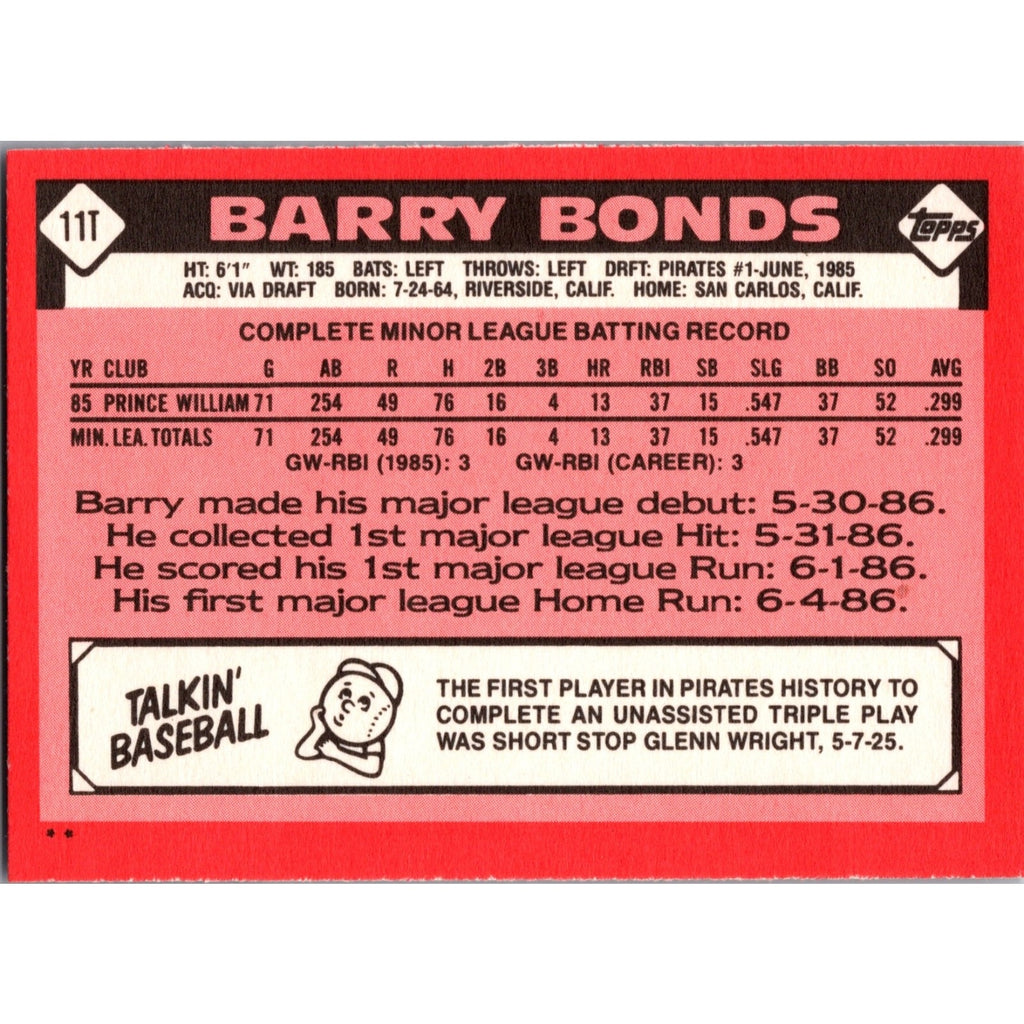 11T
BARRY BONDS
topps
HT: 6'1" WT: 185 BATS: LEFT THROWS: LEFT DRFT: PIRATES #1-JUNE, 1985
ACQ: VIA DRAFT BORN: 7-24-64, RIVERSIDE, CALIF. HOME: SAN CARLOS, CALIF.
COMPLETE MINOR LEAGUE BATTING RECORD
YR CLUB G AB R H 2B 3B HR RBI SB SLG BB SO AVG
85 PRINCE WILLIAM 71 254 49 76 16 4 13 37 15 .547 37 52 .299
MIN. LEA. TOTALS 71 254 49 76 16 4 13 37 15 .547 37 52 .299
GW-RBI (1985): 3 GW-RBI (CAREER): 3
Barry made his major league debut: 5-30-86.
He collected 1st major league Hit: 5-31-86.
He scored his 1st major league Run: 6-1-86.
His first major league Home Run: 6-4-86.
TALKIN'
BASEBALL
THE FIRST PLAYER IN PIRATES HISTORY TO
COMPLETE AN UNASSISTED TRIPLE PLAY
WAS SHORT STOP GLENN WRIGHT, 5-7-25.
**